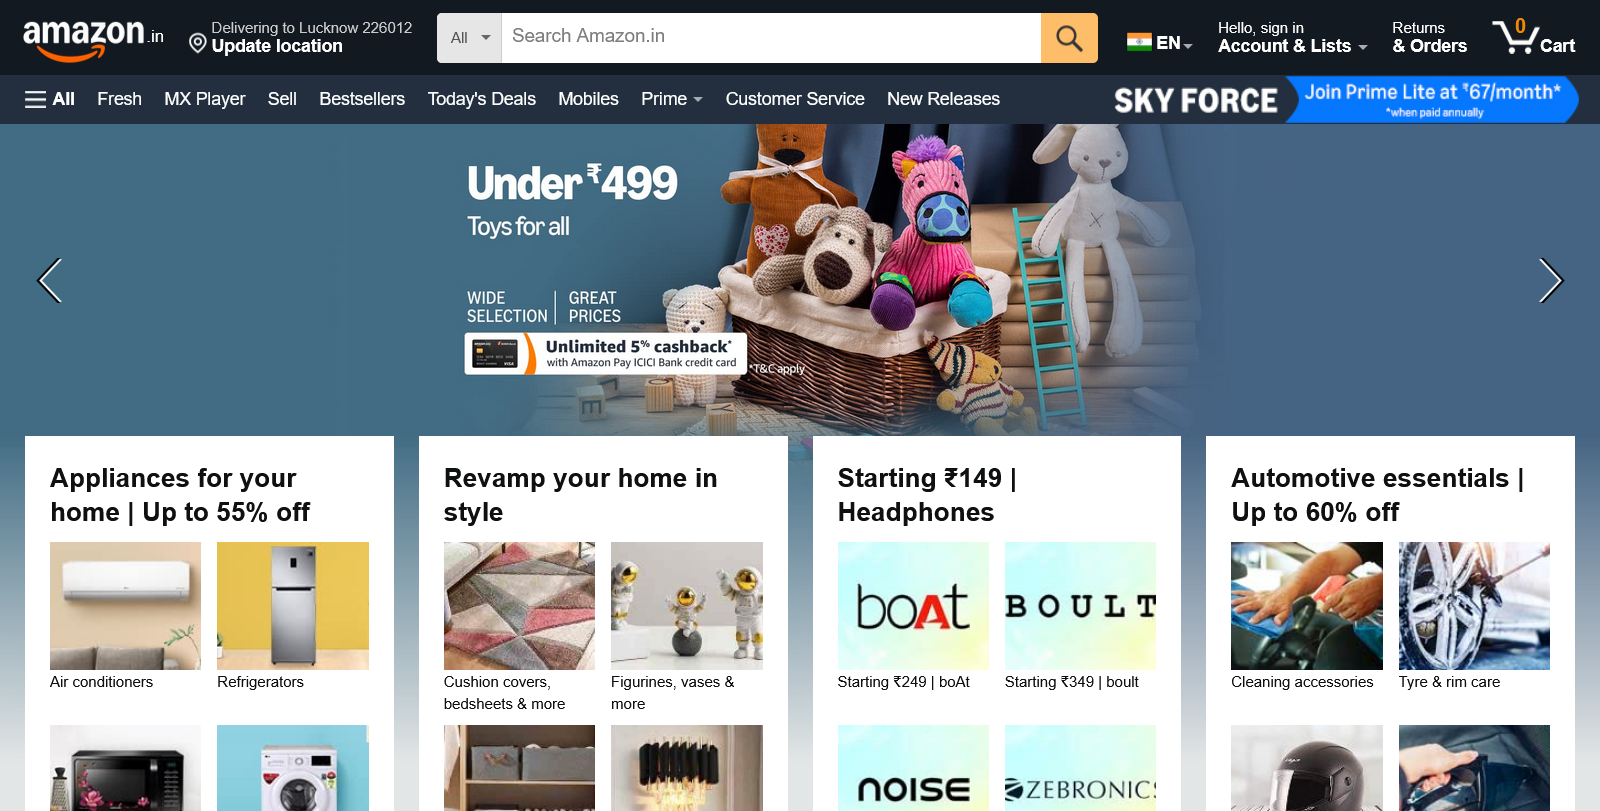 amazon.in
Delivering to Lucknow 226012
Update location
All
Search Amazon.in
EN
Hello, sign in
Account & Lists
Returns
& Orders
0
Cart
All
Fresh
MX Player
Sell
Bestsellers
Today's Deals
Mobiles
Prime
Customer Service
New Releases
SKY FORCE
Join Prime Lite at ₹67/month*
*when paid annually
Under ₹499
Toys for all
WIDE
SELECTION
GREAT
PRICES
Unlimited 5% cashback*
with Amazon Pay ICICI Bank credit card
*T&C apply
Appliances for your
home | Up to 55% off
Air conditioners
Refrigerators
Revamp your home in
style
Cushion covers,
bedsheets & more
Figurines, vases &
more
Starting ₹149 |
Headphones
boAt
BOULT
Starting ₹249 | boAt
Starting ₹349 | boult
NOISE
ZEBRONICS
Automotive essentials |
Up to 60% off
Cleaning accessories
Tyre & rim care